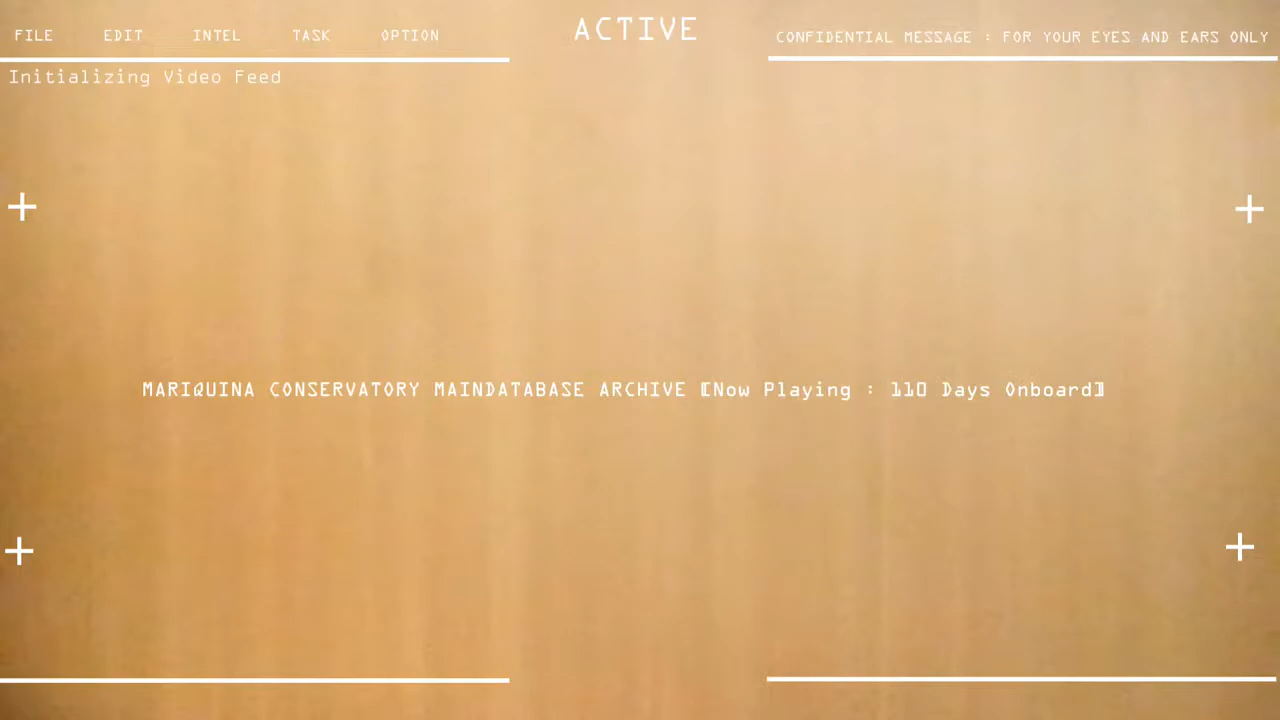 FILE EDIT INTEL TASK OPTION
ACTIVE
CONFIDENTIAL MESSAGE : FOR YOUR EYES AND EARS ONLY
Initializing Video Feed
MARIQUINA CONSERVATORY MAINDATABASE ARCHIVE [Now Playing : 110 Days Onboard]